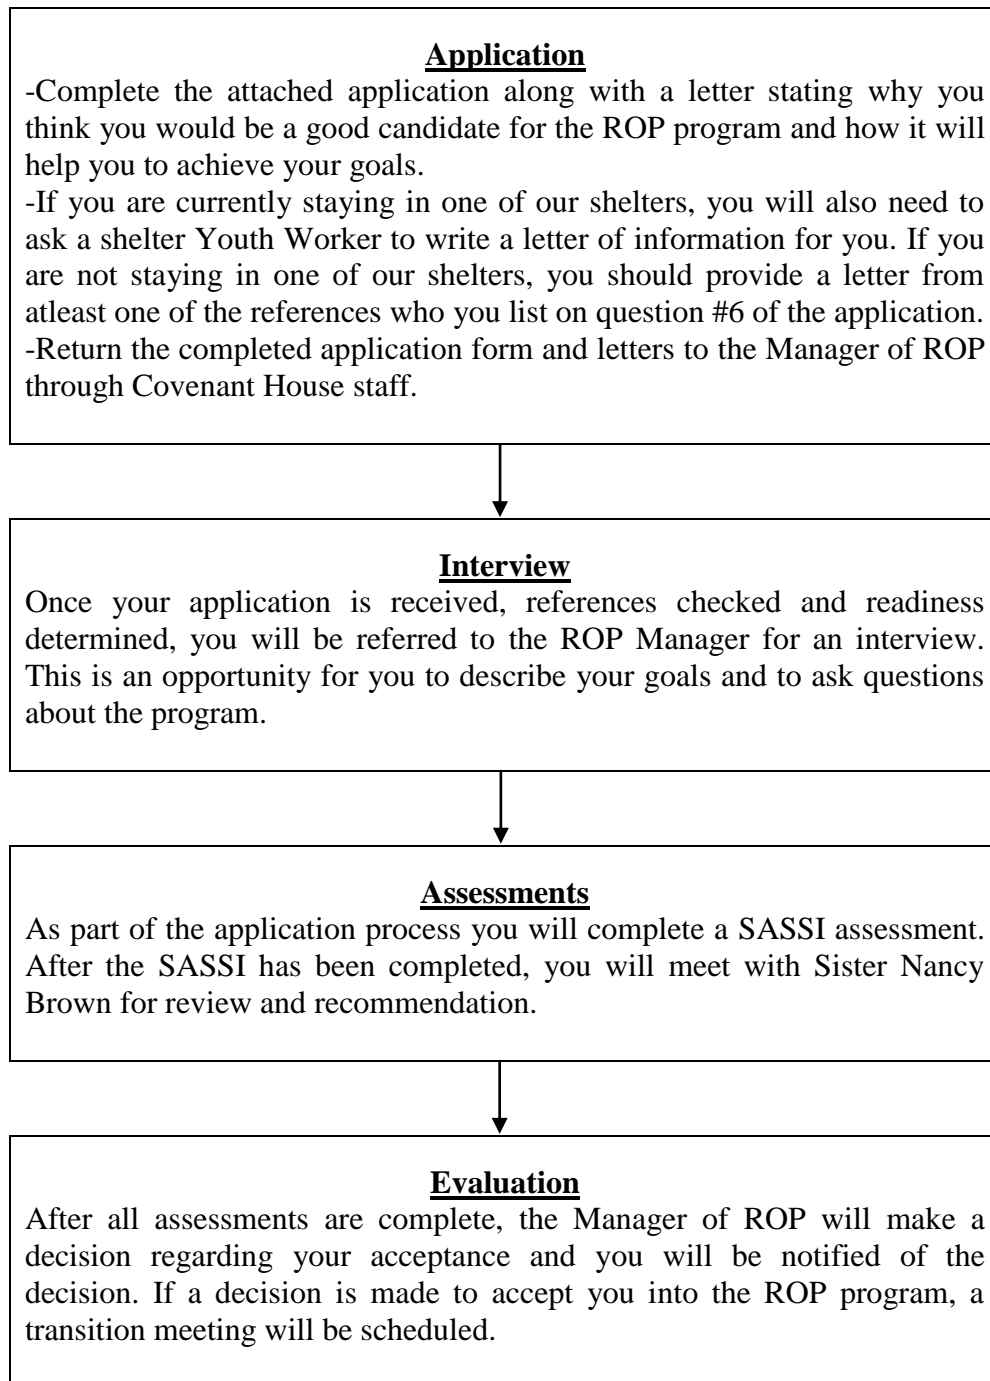 Application
-Complete the attached application along with a letter stating why you
think you would be a good candidate for the ROP program and how it will
help you to achieve your goals.
-If you are currently staying in one of our shelters, you will also need to
ask a shelter Youth Worker to write a letter of information for you. If you
are not staying in one of our shelters, you should provide a letter from
atleast one of the references who you list on question #6 of the application.
-Return the completed application form and letters to the Manager of ROP
through Covenant House staff.
Interview
Once your application is received, references checked and readiness
determined, you will be referred to the ROP Manager for an interview.
This is an opportunity for you to describe your goals and to ask questions
about the program.
Assessments
As part of the application process you will complete a SASSI assessment.
After the SASSI has been completed, you will meet with Sister Nancy
Brown for review and recommendation.
Evaluation
After all assessments are complete, the Manager of ROP will make a
decision regarding your acceptance and you will be notified of the
decision. If a decision is made to accept you into the ROP program, a
transition meeting will be scheduled.